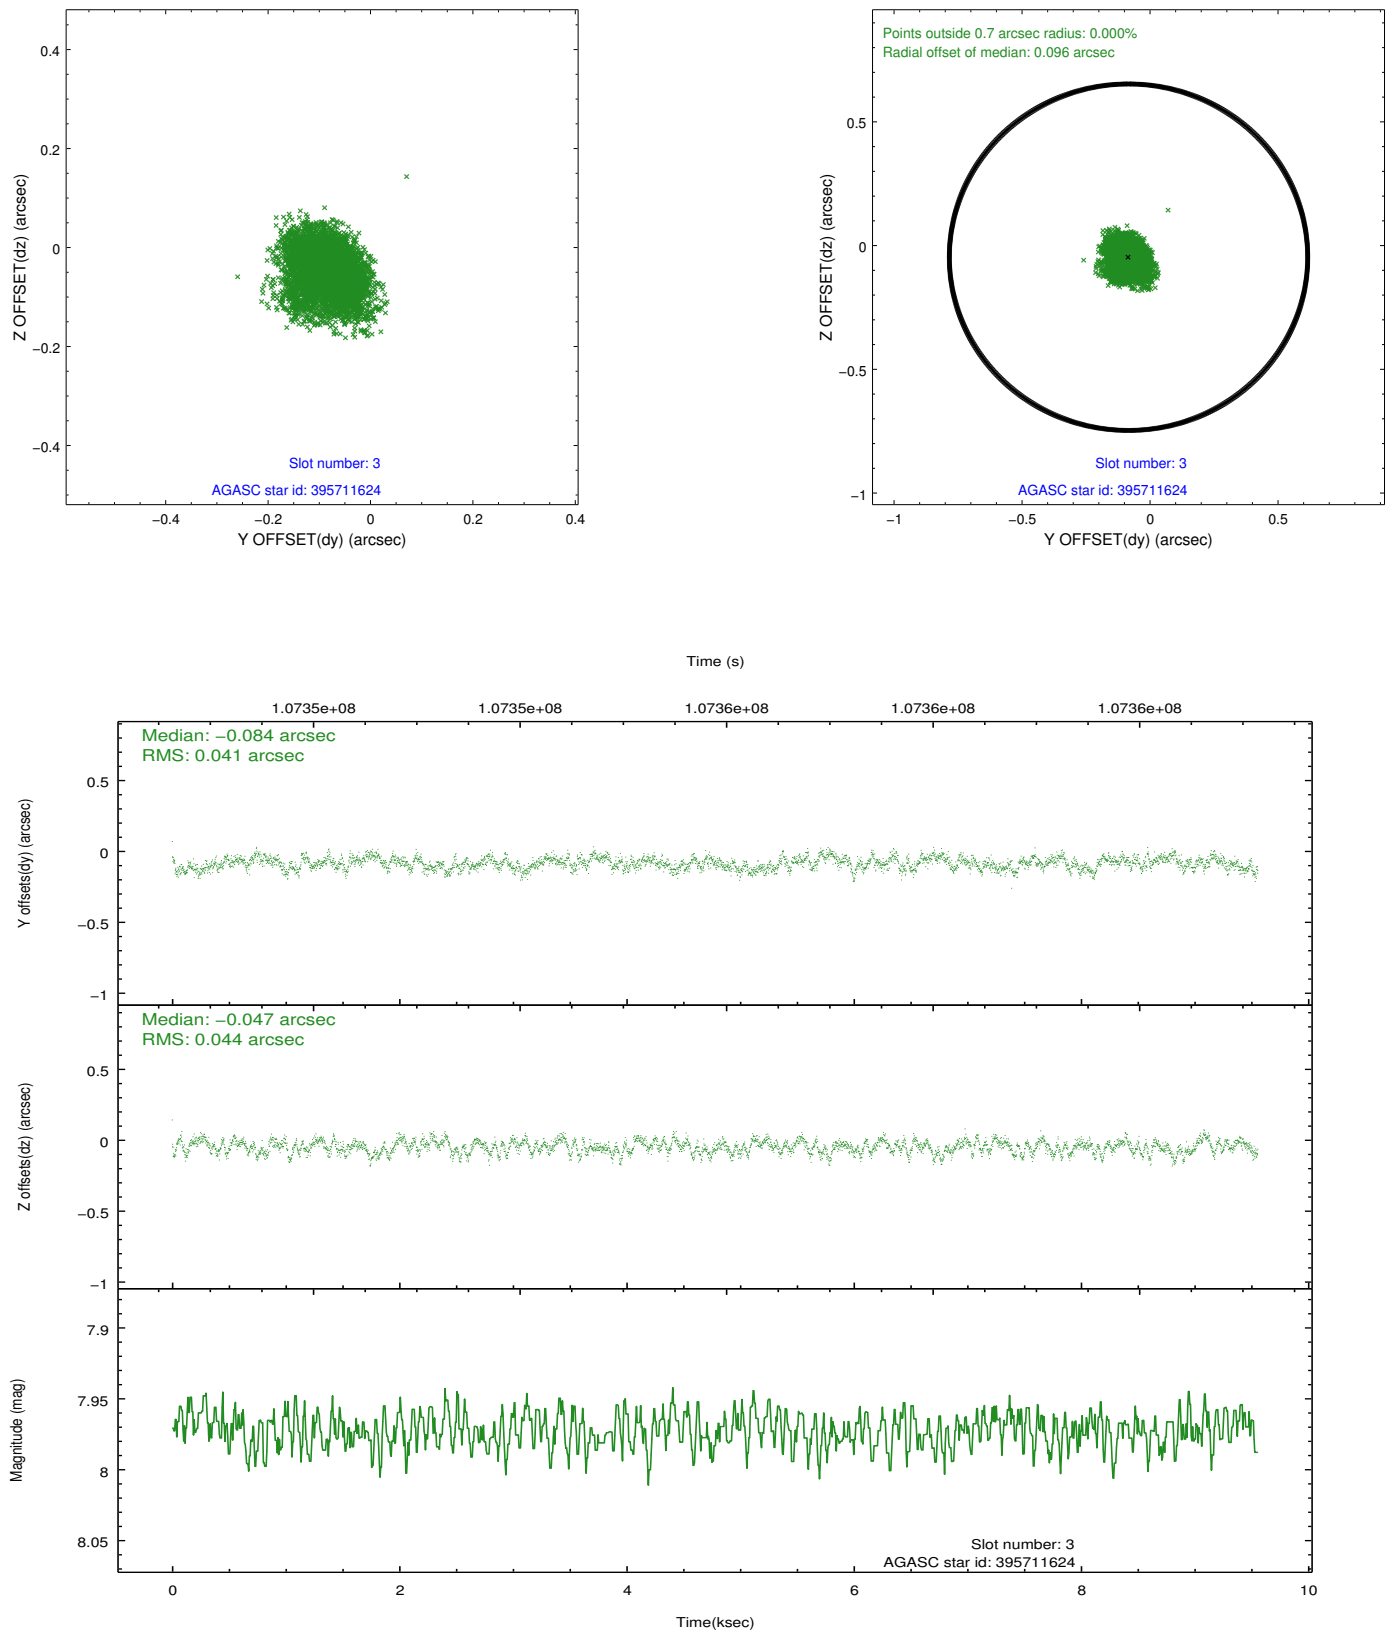 0.4
0.2
0
−0.2
−0.4
Z OFFSET(dz) (arcsec)
Slot number: 3
AGASC star id: 395711624
−0.4 −0.2 0 0.2 0.4
Y OFFSET(dy) (arcsec)
Points outside 0.7 arcsec radius: 0.000%
Radial offset of median: 0.096 arcsec
0.5
0
−0.5
−1
Z OFFSET(dz) (arcsec)
Slot number: 3
AGASC star id: 395711624
−1 −0.5 0 0.5
Y OFFSET(dy) (arcsec)
Time (s)
1.0735e+08 1.0735e+08 1.0736e+08 1.0736e+08 1.0736e+08
Median: −0.084 arcsec
RMS: 0.041 arcsec
0.5
0
−0.5
−1
Y offsets(dy) (arcsec)
Median: −0.047 arcsec
RMS: 0.044 arcsec
0.5
0
−0.5
−1
Z offsets(dz) (arcsec)
7.9
7.95
8
8.05
Magnitude (mag)
Slot number: 3
AGASC star id: 395711624
0 2 4 6 8 10
Time(ksec)